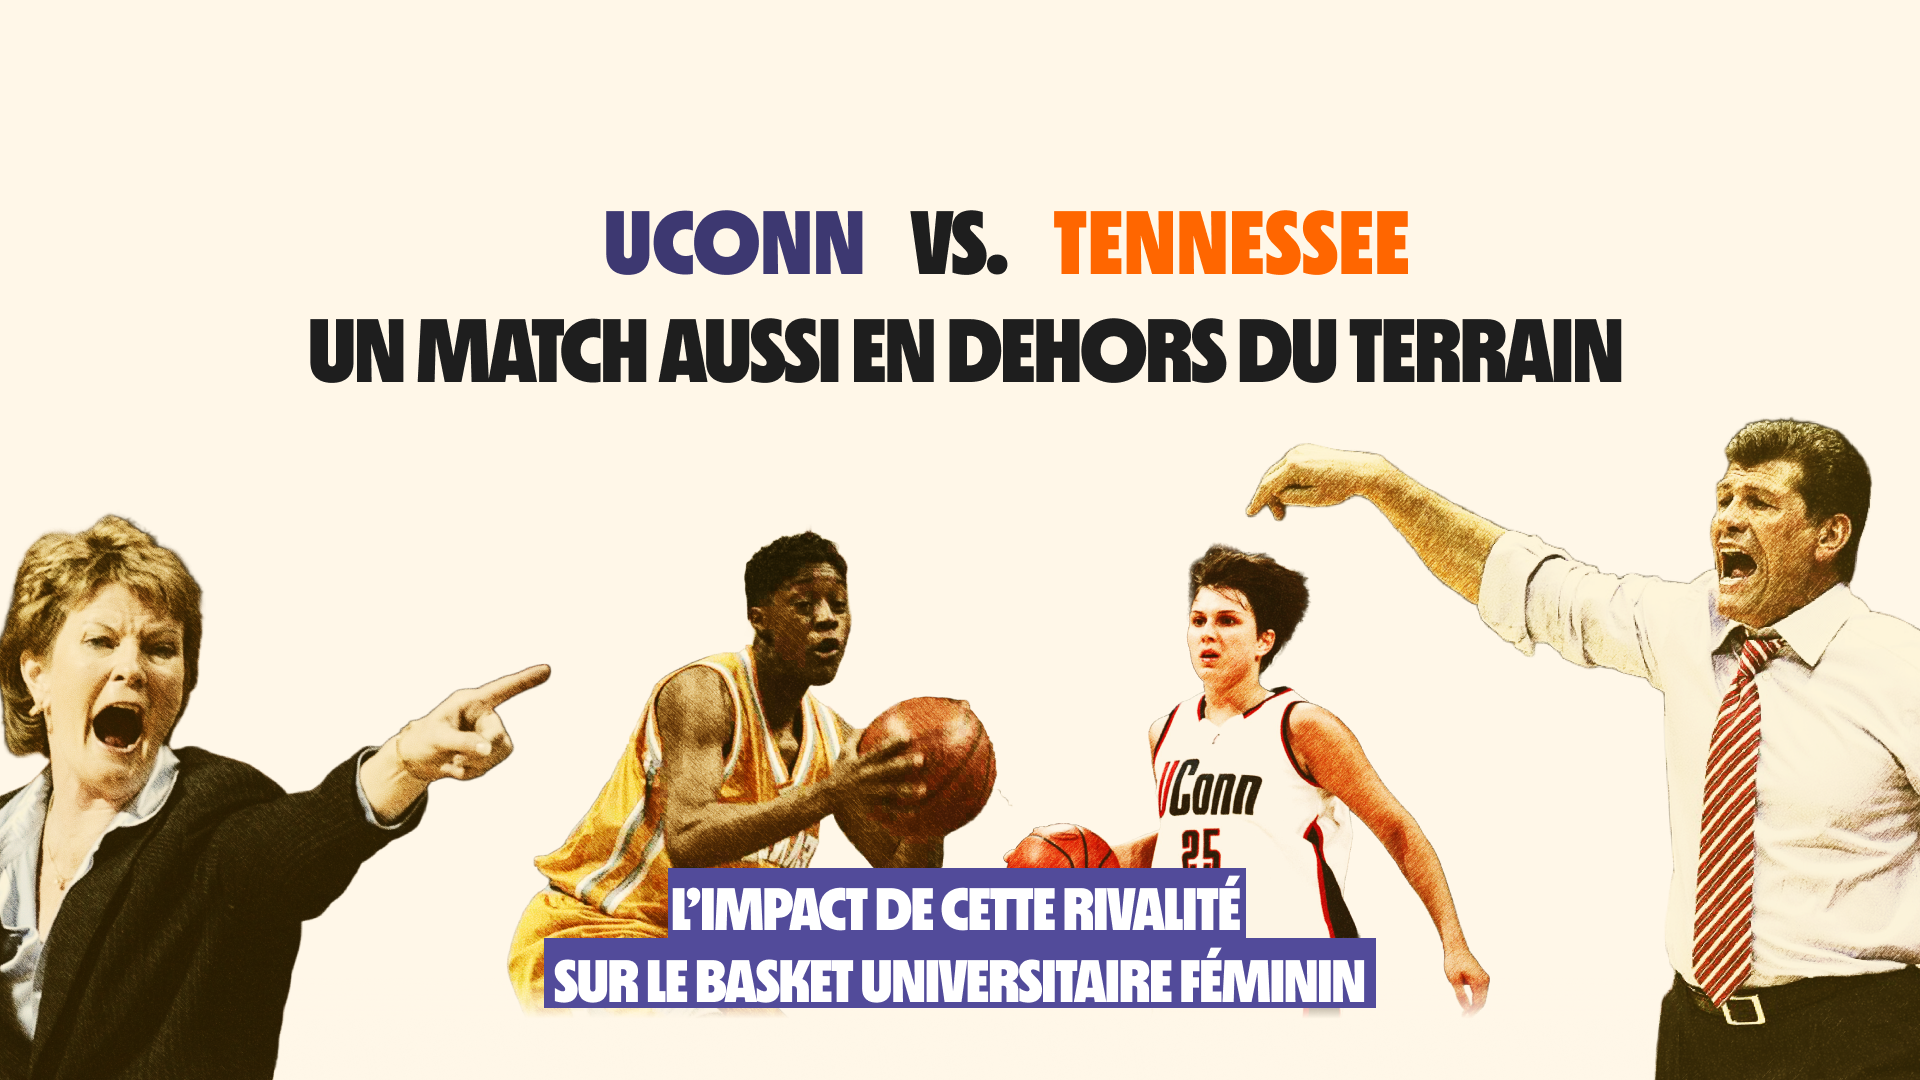 UCONN VS. TENNESSEE
UN MATCH AUSSI EN DEHORS DU TERRAIN
UConn
25
L'IMPACT DE CETTE RIVALITÉ
SUR LE BASKET UNIVERSITAIRE FÉMININ